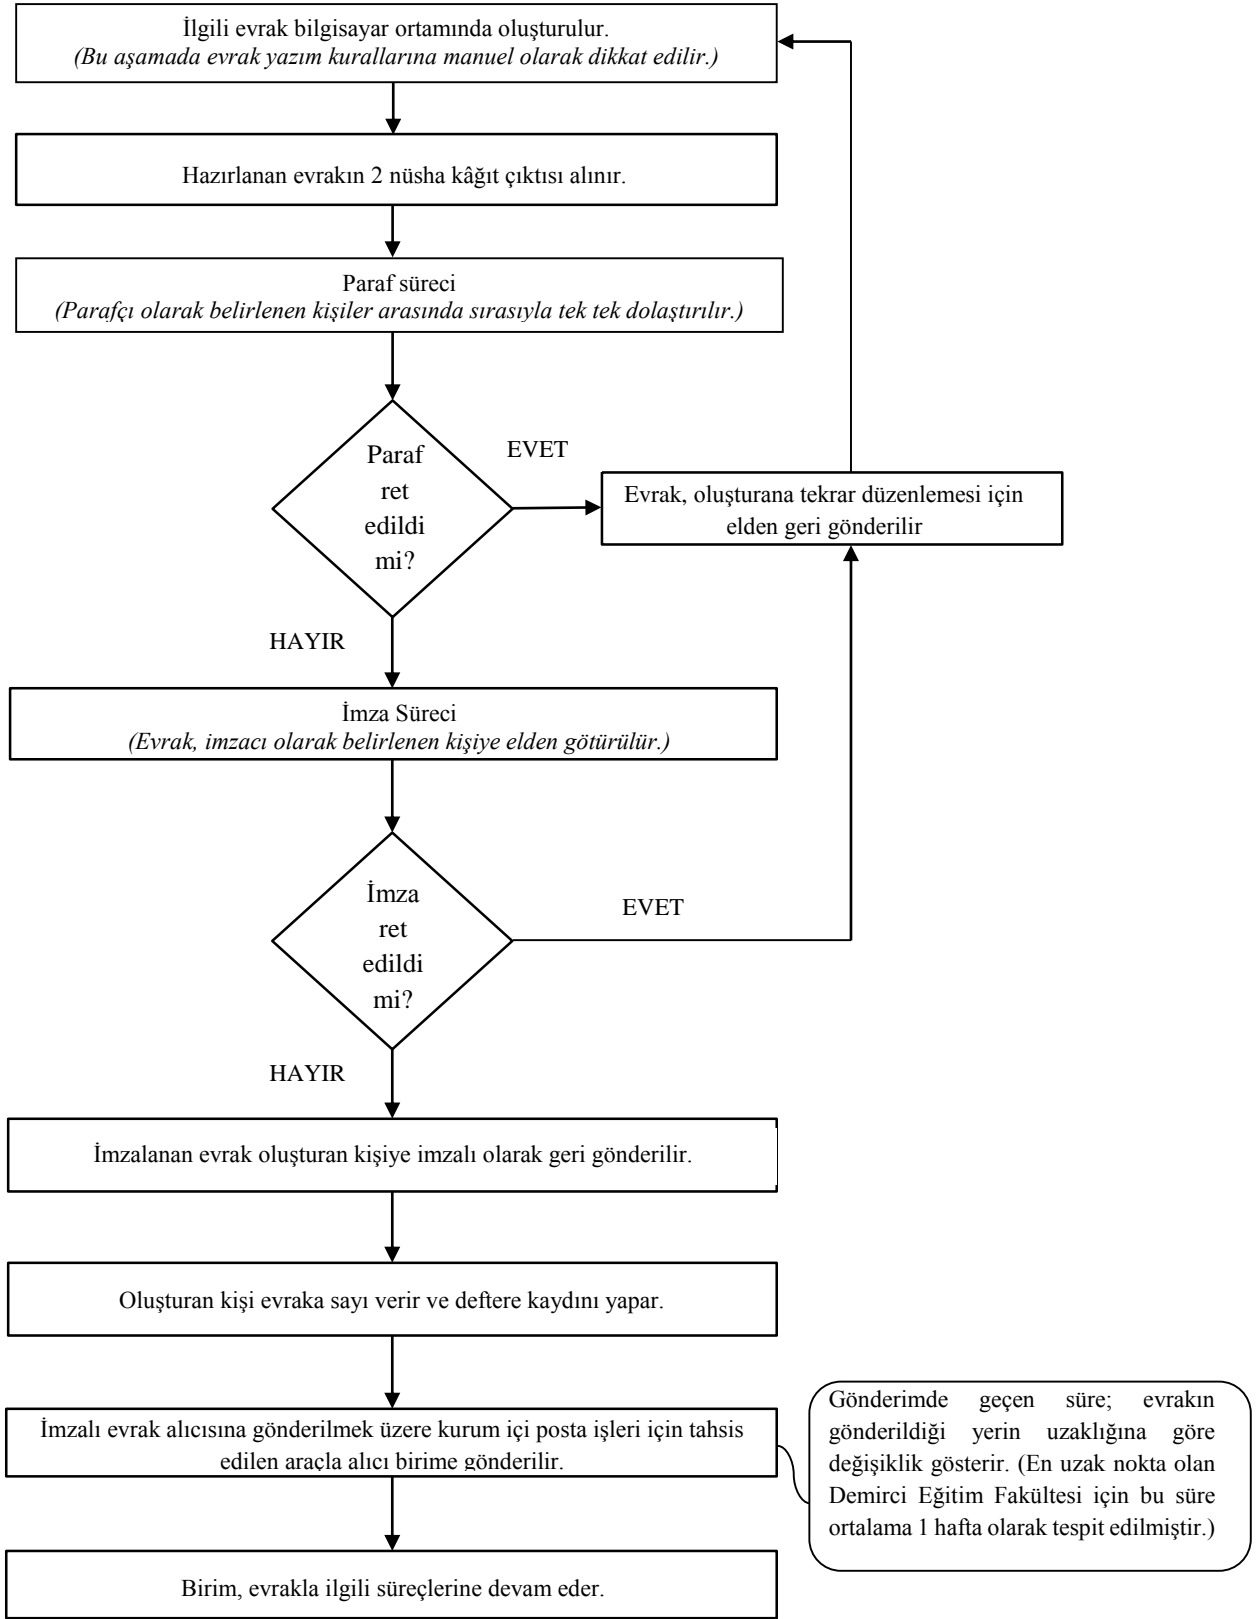 İlgili evrak bilgisayar ortamında oluşturulur.
(Bu aşamada evrak yazım kurallarına manuel olarak dikkat edilir.)
Hazırlanan evrakın 2 nüsha kâğıt çıktısı alınır.
Paraf süreci
(Parafçı olarak belirlenen kişiler arasında sırasıyla tek tek dolaştırılır.)
Paraf
ret
edildi
mi?
EVET
Evrak, oluşturana tekrar düzenlemesi için
elden geri gönderilir
HAYIR
İmza Süreci
(Evrak, imzacı olarak belirlenen kişiye elden götürülür.)
İmza
ret
edildi
mi?
EVET
HAYIR
İmzalanan evrak oluşturan kişiye imzalı olarak geri gönderilir.
Oluşturan kişi evraka sayı verir ve deftere kaydını yapar.
İmzalı evrak alıcısına gönderilmek üzere kurum içi posta işleri için tahsis
edilen araçla alıcı birime gönderilir.
Gönderimde geçen süre; evrakın
gönderildiği yerin uzaklığına göre
değişiklik gösterir. (En uzak nokta olan
Demirci Eğitim Fakültesi için bu süre
ortalama 1 hafta olarak tespit edilmiştir.)
Birim, evrakla ilgili süreçlerine devam eder.